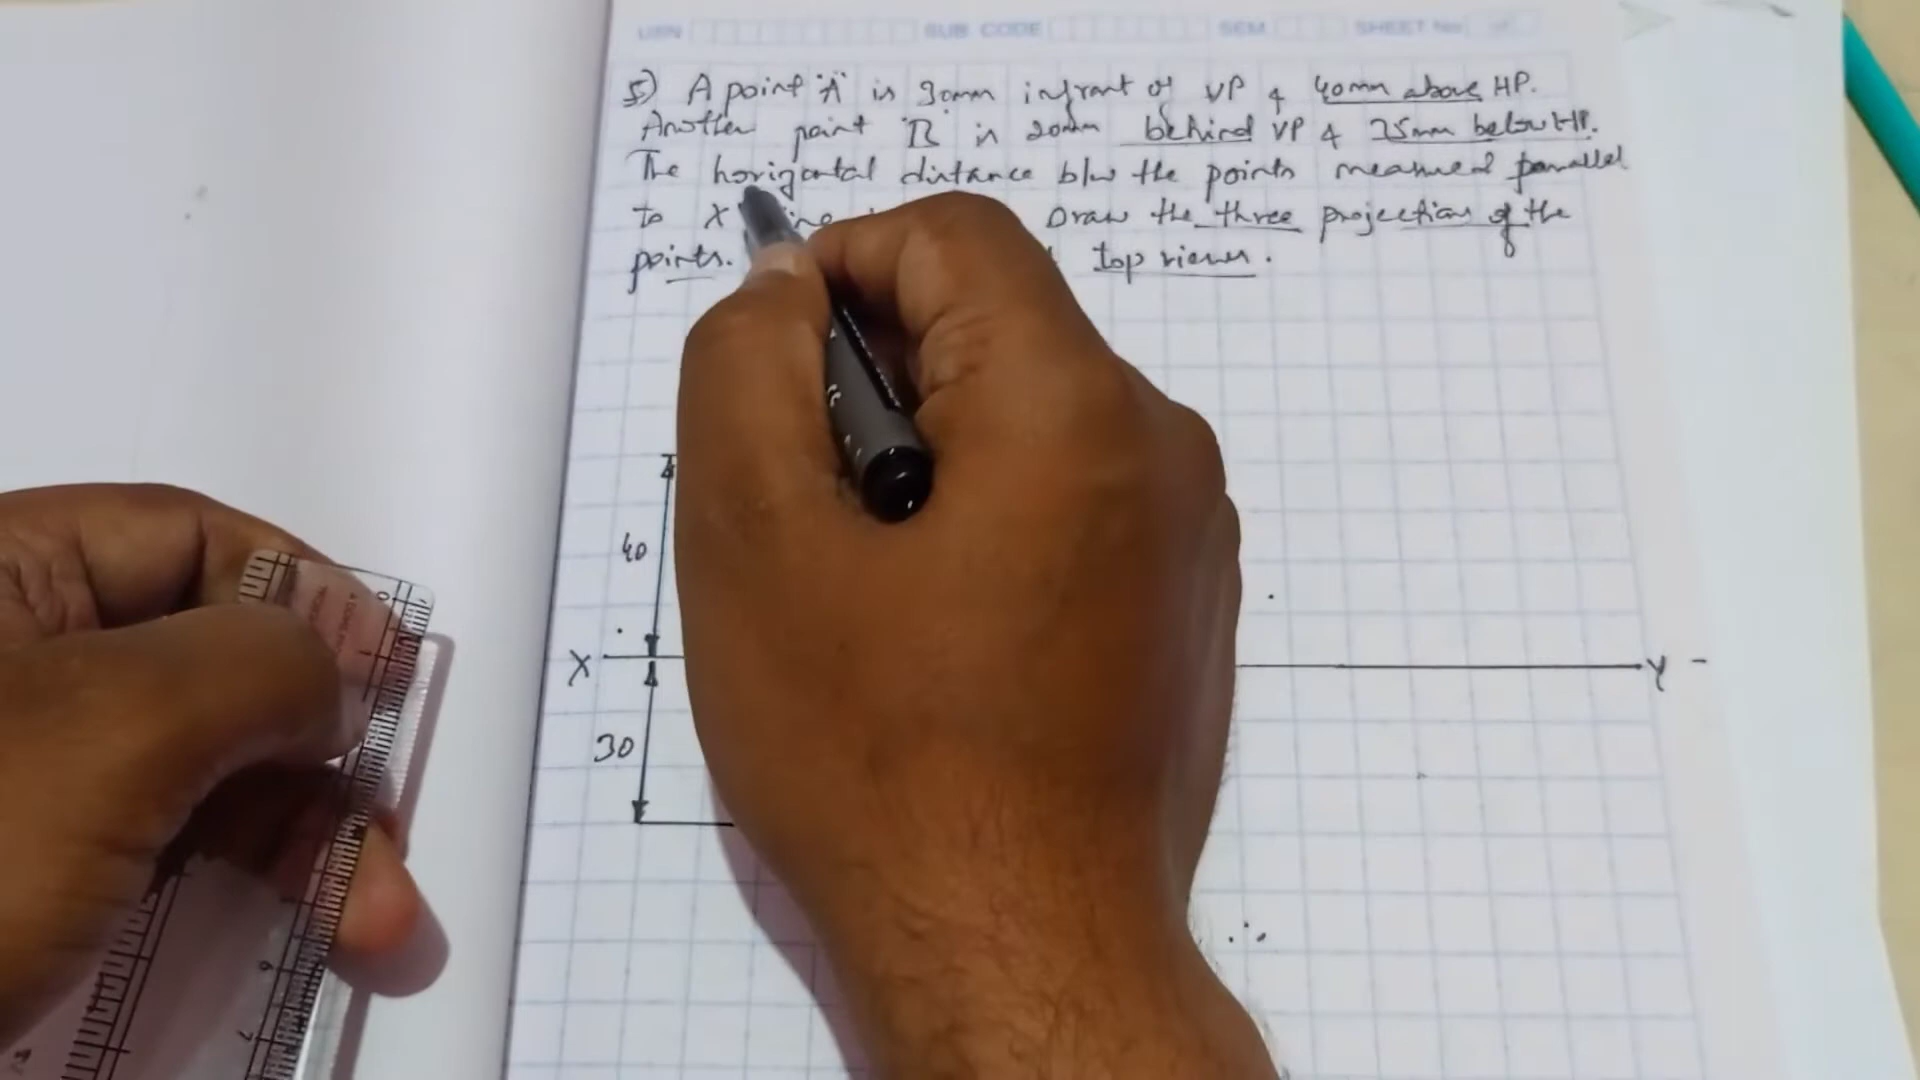 USN SUB CODE SEM SHEET No
5) A point "A" is 30mm infront of VP & 40mm above HP.
Another point 'B' is 20mm behind VP & 25mm below HP.
The horizontal distance b/w the points measured parallel
to X Draw the three projections of the
points. top views.
40
X Y
30